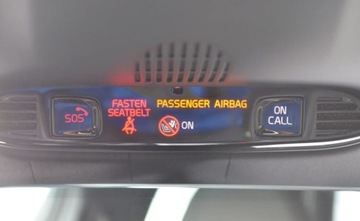 SOS
FASTEN
SEATBELT
PASSENGER AIRBAG
ON
ON
CALL